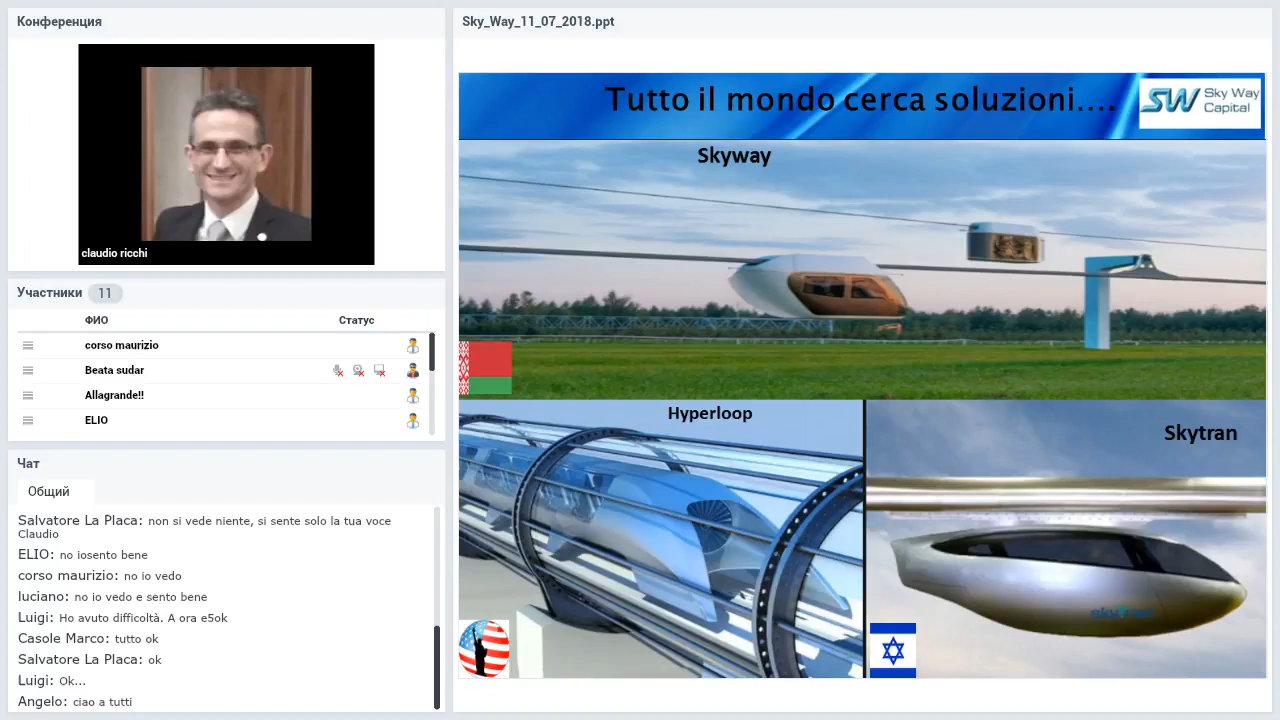 Конференция
claudio ricchi
Участники 11
ФИО Статус
corso maurizio
Beata sudar
Allagrande!!
ELIO
Чат
Общий
Salvatore La Placa: non si vede niente, si sente solo la tua voce
Claudio
ELIO: no iosento bene
corso maurizio: no io vedo
luciano: no io vedo e sento bene
Luigi: Ho avuto difficoltà. A ora e5ok
Casole Marco: tutto ok
Salvatore La Placa: ok
Luigi: Ok...
Angelo: ciao a tutti
Sky_Way_11_07_2018.ppt
Tutto il mondo cerca soluzioni....
SW Sky Way
Capital
Skyway
Hyperloop
Skytran
skytran